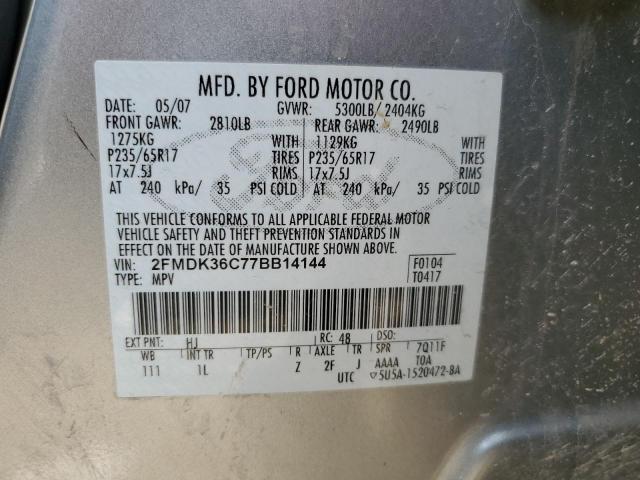 MFD. BY FORD MOTOR CO.
DATE: 05/07 GVWR: 5300LB/ 2404KG
FRONT GAWR: 2810LB REAR GAWR: 2490LB
1275KG WITH 1129KG WITH
P235/65R17 TIRES P235/65R17 TIRES
17x7.5J RIMS 17x7.5J RIMS
AT 240 kPa/ 35 PSI COLD AT 240 kPa/ 35 PSI COLD
Ford
THIS VEHICLE CONFORMS TO ALL APPLICABLE FEDERAL MOTOR
VEHICLE SAFETY AND THEFT PREVENTION STANDARDS IN
EFFECT ON THE DATE OF MANUFACTURE SHOWN ABOVE.
VIN: 2FMDK36C77BB14144 F0104
TYPE: MPV T0417
EXT PNT: HJ RC: 48 DSO:
WB INT TR TP/PS R AXLE TR SPR 7Q11F
111 1L Z 2F J AAAA TOA
UTC ▽5U5A-1520472-BA